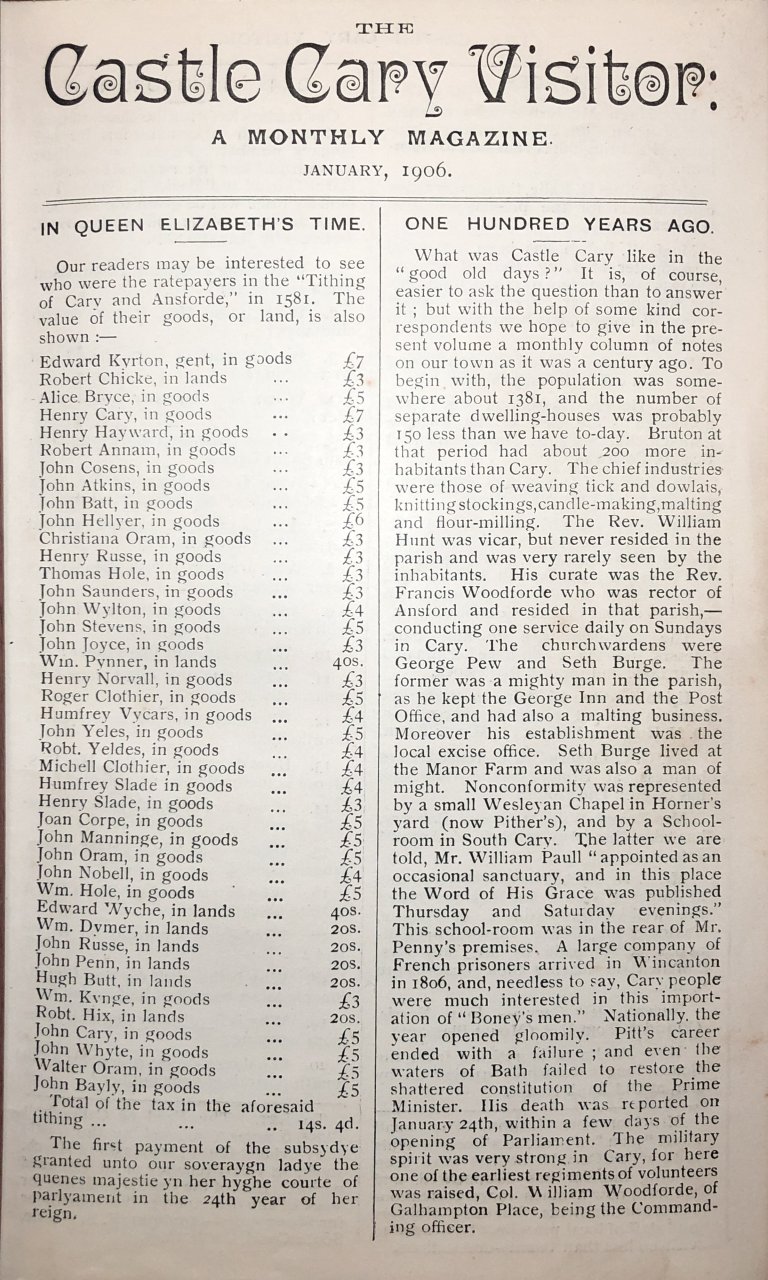 THE
Castle Cary Visitor:
A MONTHLY MAGAZINE.
JANUARY, 1906.
IN QUEEN ELIZABETH'S TIME.
Our readers may be interested to see
who were the ratepayers in the "Tithing
of Cary and Ansforde," in 1581. The
value of their goods, or land, is also
shown :—
Edward Kyrton, gent, in goods £7
Robert Chicke, in lands ... £3
Alice Bryce, in goods ... £5
Henry Cary, in goods ... £7
Henry Hayward, in goods .. £3
Robert Annam, in goods ... £3
John Cosens, in goods ... £3
John Atkins, in goods ... £5
John Batt, in goods ... £5
John Hellyer, in goods ... £6
Christiana Oram, in goods ... £3
Henry Russe, in goods ... £3
Thomas Hole, in goods ... £3
John Saunders, in goods ... £3
John Wylton, in goods ... £4
John Stevens, in goods ... £5
John Joyce, in goods ... £3
Wm. Pynner, in lands ... 40s.
Henry Norvall, in goods ... £3
Roger Clothier, in goods ... £5
Humfrey Vycars, in goods ... £4
John Yeles, in goods ... £5
Robt. Yeldes, in goods ... £4
Michell Clothier, in goods ... £4
Humfrey Slade in goods ... £4
Henry Slade, in goods ... £3
Joan Corpe, in goods ... £5
John Manninge, in goods ... £5
John Oram, in goods ... £5
John Nobell, in goods ... £4
Wm. Hole, in goods ... £5
Edward Wyche, in lands ... 40s.
Wm. Dymer, in lands ... 20s.
John Russe, in lands ... 20s.
John Penn, in lands ... 20s.
Hugh Butt, in lands ... 20s.
Wm. Kynge, in goods ... £3
Robt. Hix, in lands ... 20s.
John Cary, in goods ... £5
John Whyte, in goods ... £5
Walter Oram, in goods ... £5
John Bayly, in goods ... £5
Total of the tax in the aforesaid
tithing ... ... .. 14s. 4d.
The first payment of the subsydye
granted unto our soveraygn ladye the
quenes majestie yn her hyghe courte of
parlyament in the 24th year of her
reign.
ONE HUNDRED YEARS AGO.
What was Castle Cary like in the
"good old days?" It is, of course,
easier to ask the question than to answer
it ; but with the help of some kind cor-
respondents we hope to give in the pre-
sent volume a monthly column of notes
on our town as it was a century ago. To
begin with, the population was some-
where about 1381, and the number of
separate dwelling-houses was probably
150 less than we have to-day. Bruton at
that period had about 200 more in-
habitants than Cary. The chief industries
were those of weaving tick and dowlais,
knitting stockings, candle-making, malting
and flour-milling. The Rev. William
Hunt was vicar, but never resided in the
parish and was very rarely seen by the
inhabitants. His curate was the Rev.
Francis Woodforde who was rector of
Ansford and resided in that parish,—
conducting one service daily on Sundays
in Cary. The churchwardens were
George Pew and Seth Burge. The
former was a mighty man in the parish,
as he kept the George Inn and the Post
Office, and had also a malting business.
Moreover his establishment was the
local excise office. Seth Burge lived at
the Manor Farm and was also a man of
might. Nonconformity was represented
by a small Wesleyan Chapel in Horner's
yard (now Pither's), and by a School-
room in South Cary. The latter we are
told, Mr. William Paull "appointed as an
occasional sanctuary, and in this place
the Word of His Grace was published
Thursday and Saturday evenings."
This school-room was in the rear of Mr.
Penny's premises. A large company of
French prisoners arrived in Wincanton
in 1806, and, needless to say, Cary people
were much interested in this import-
ation of "Boney's men." Nationally, the
year opened gloomily. Pitt's career
ended with a failure ; and even the
waters of Bath failed to restore the
shattered constitution of the Prime
Minister. His death was reported on
January 24th, within a few days of the
opening of Parliament. The military
spirit was very strong in Cary, for here
one of the earliest regiments of volunteers
was raised, Col. William Woodforde, of
Galhampton Place, being the Command-
ing officer.